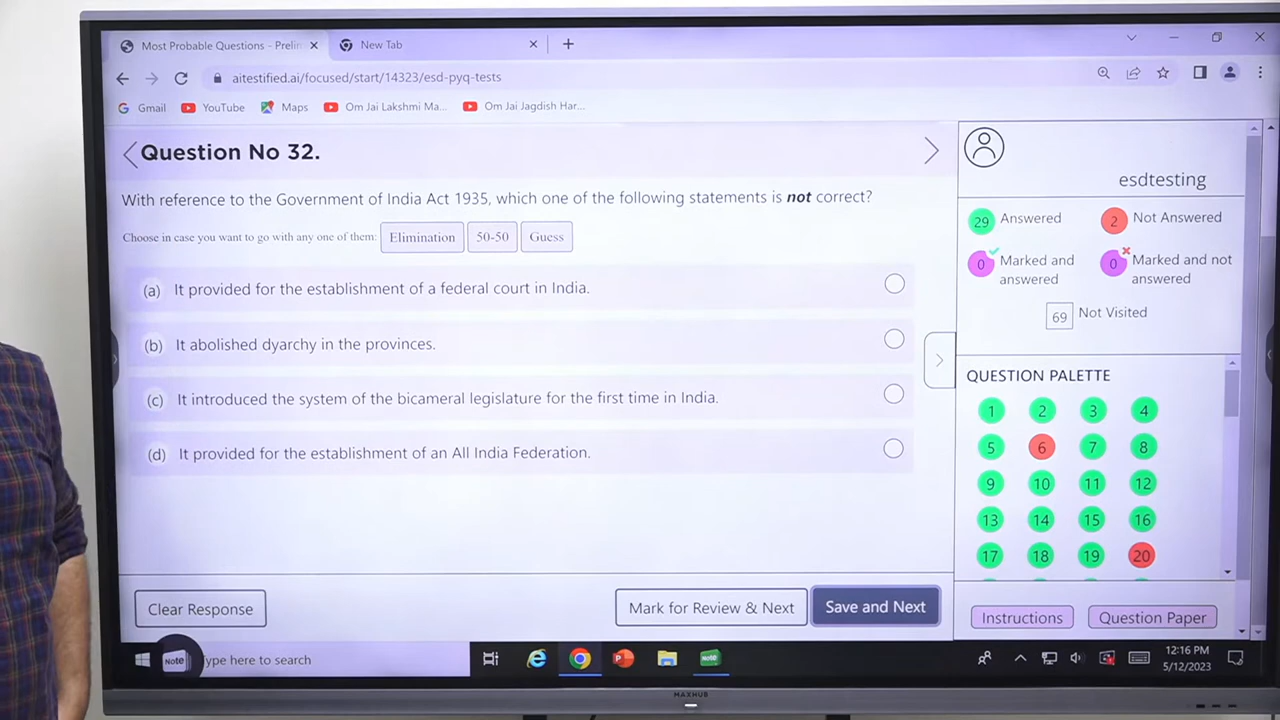 Most Probable Questions - Prelin
New Tab
aitestified.ai/focused/start/14323/esd-pyq-tests
Gmail
YouTube
Maps
Om Jai Lakshmi Ma...
Om Jai Jagdish Har...
Question No 32.
With reference to the Government of India Act 1935, which one of the following statements is not correct?
Choose in case you want to go with any one of them: Elimination 50-50 Guess
(a) It provided for the establishment of a federal court in India.
(b) It abolished dyarchy in the provinces.
(c) It introduced the system of the bicameral legislature for the first time in India.
(d) It provided for the establishment of an All India Federation.
Clear Response
Mark for Review & Next
Save and Next
esdtesting
29 Answered
2 Not Answered
0 Marked and answered
0 Marked and not answered
69 Not Visited
QUESTION PALETTE
1 2 3 4
5 6 7 8
9 10 11 12
13 14 15 16
17 18 19 20
Instructions
Question Paper
Note
ype here to search
Note
12:16 PM
5/12/2023
MAXHUB